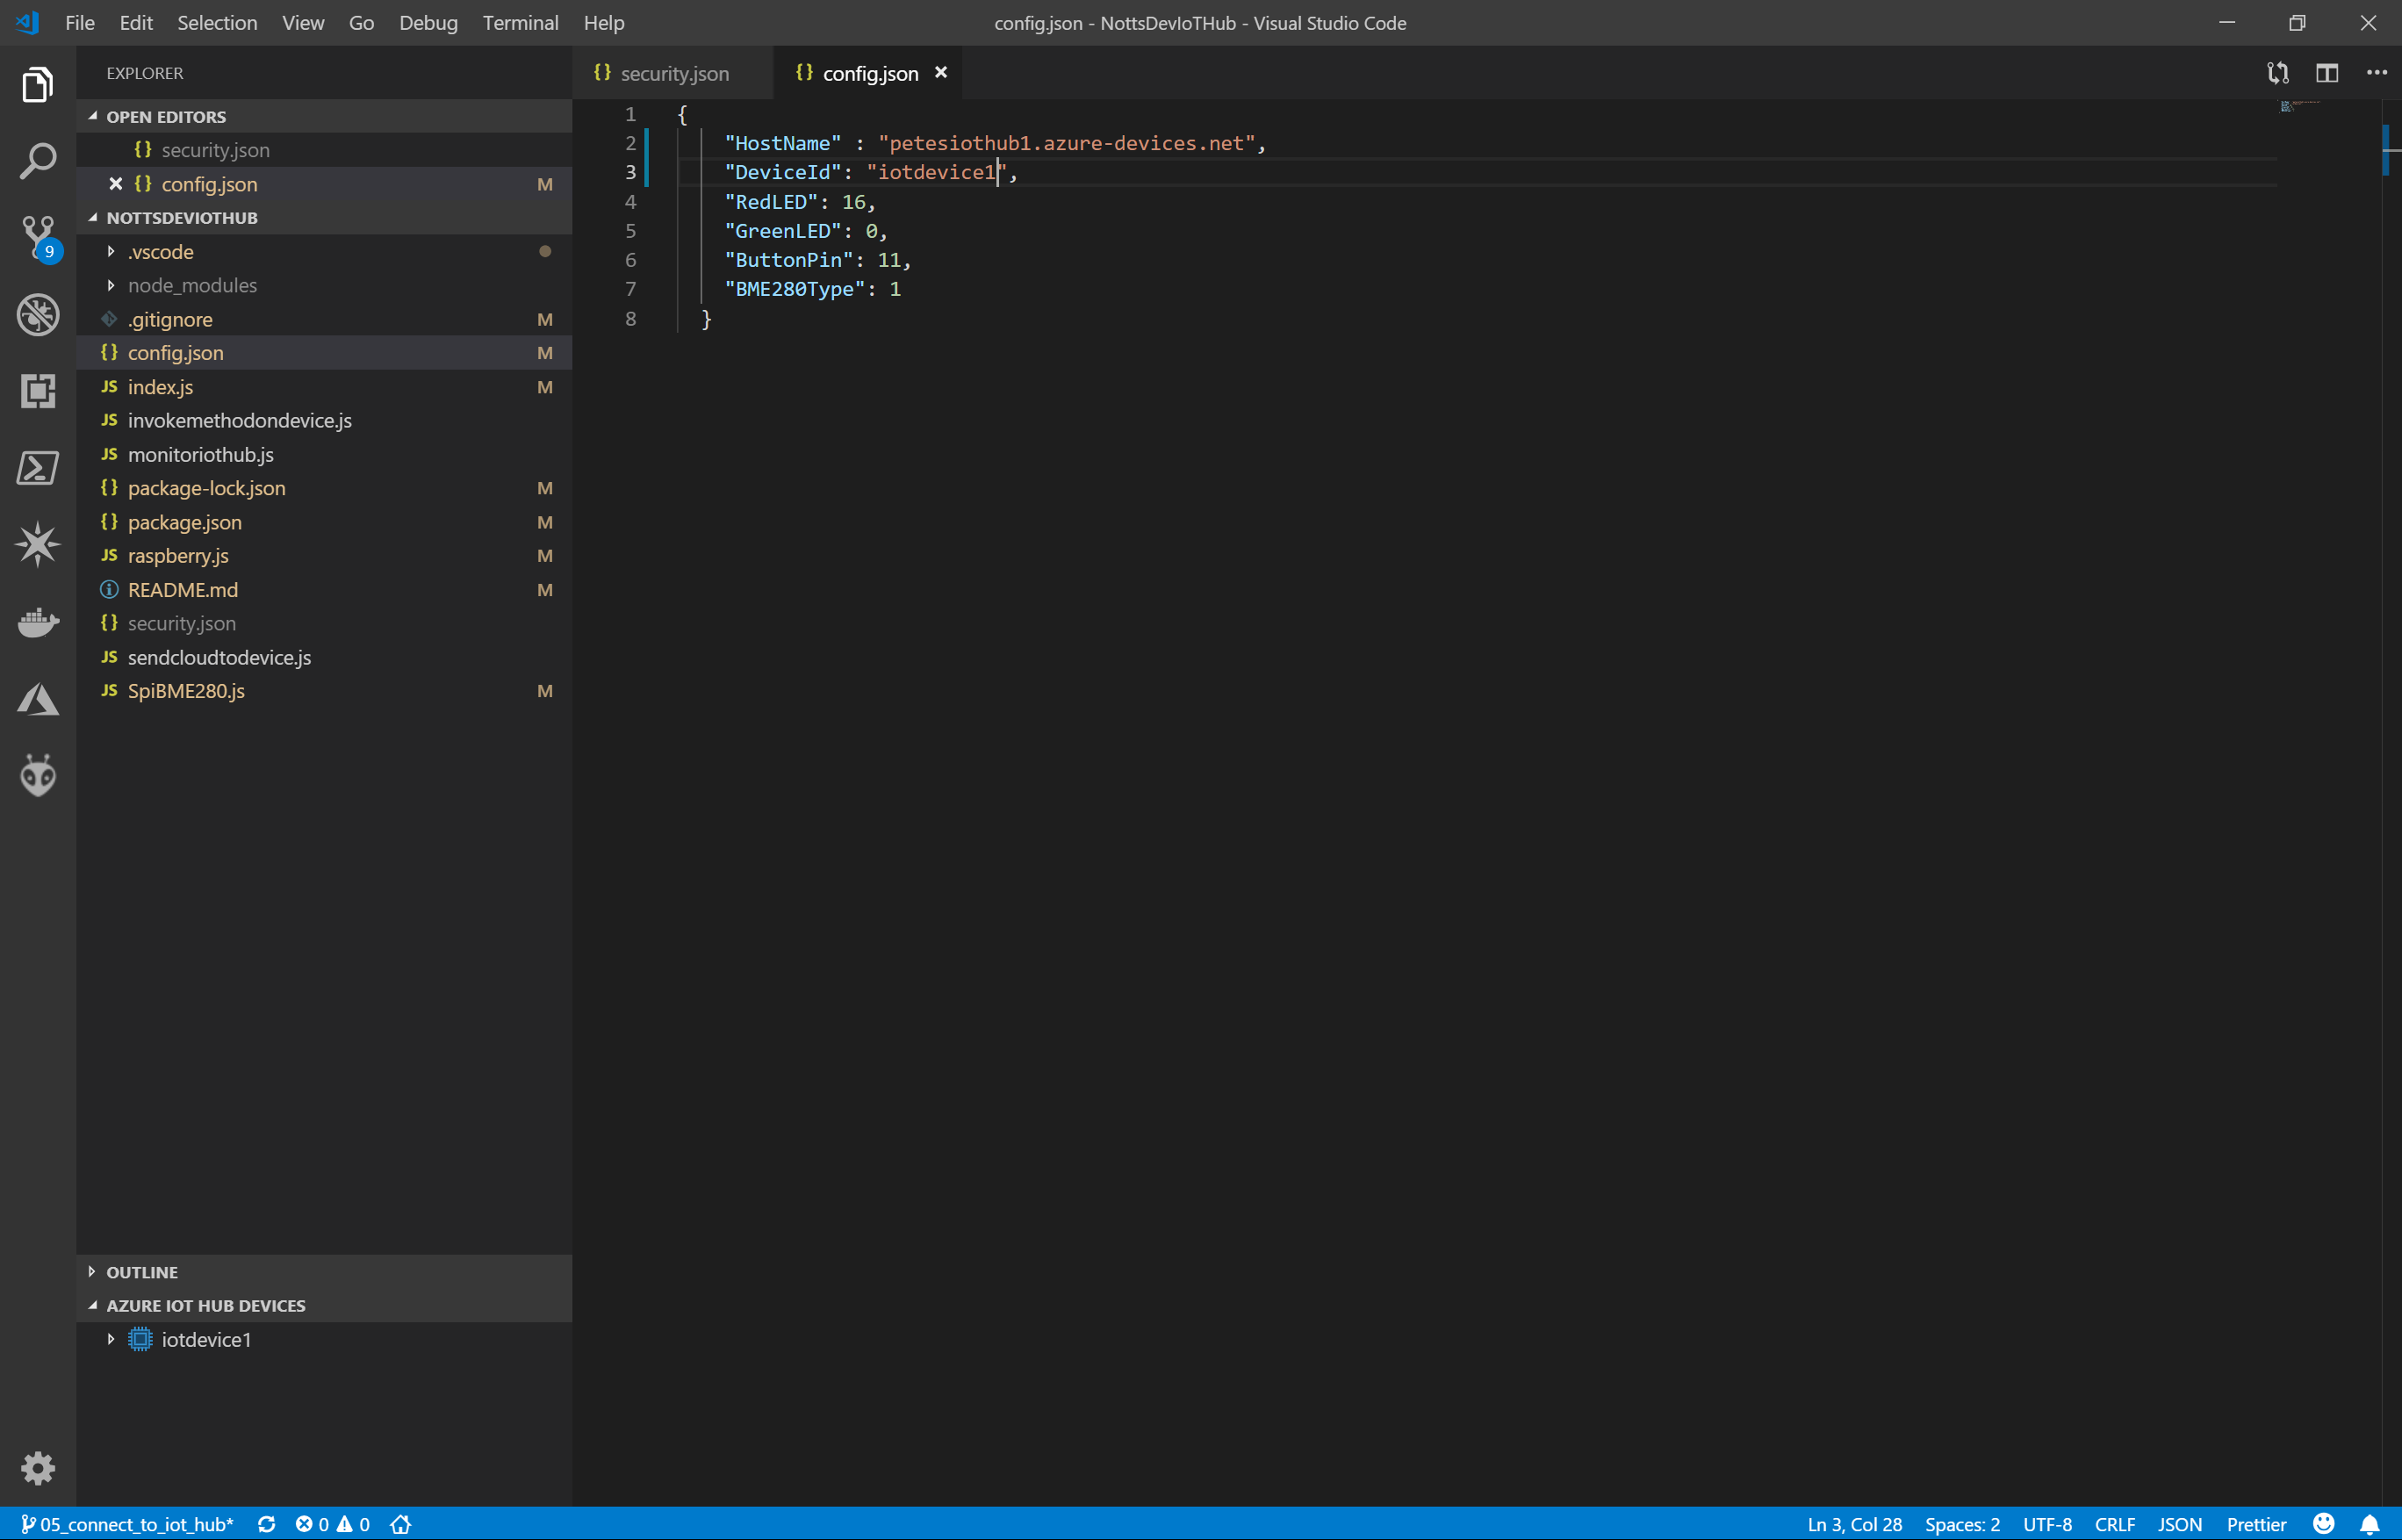 File Edit Selection View Go Debug Terminal Help
config.json - NottsDevIoTHub - Visual Studio Code
EXPLORER
OPEN EDITORS
{} security.json
{} config.json M
NOTTSDEVIOTHUB
.vscode
node_modules
.gitignore M
{} config.json M
JS index.js M
JS invokemethodondevice.js
JS monitoriothub.js
{} package-lock.json M
{} package.json M
JS raspberry.js M
README.md M
{} security.json
JS sendcloudtodevice.js
JS SpiBME280.js M
OUTLINE
AZURE IOT HUB DEVICES
iotdevice1
9
{} security.json {} config.json
1 {
2 "HostName" : "petesiothub1.azure-devices.net",
3 "DeviceId": "iotdevice1",
4 "RedLED": 16,
5 "GreenLED": 0,
6 "ButtonPin": 11,
7 "BME280Type": 1
8 }
05_connect_to_iot_hub* 0 0 Ln 3, Col 28 Spaces: 2 UTF-8 CRLF JSON Prettier